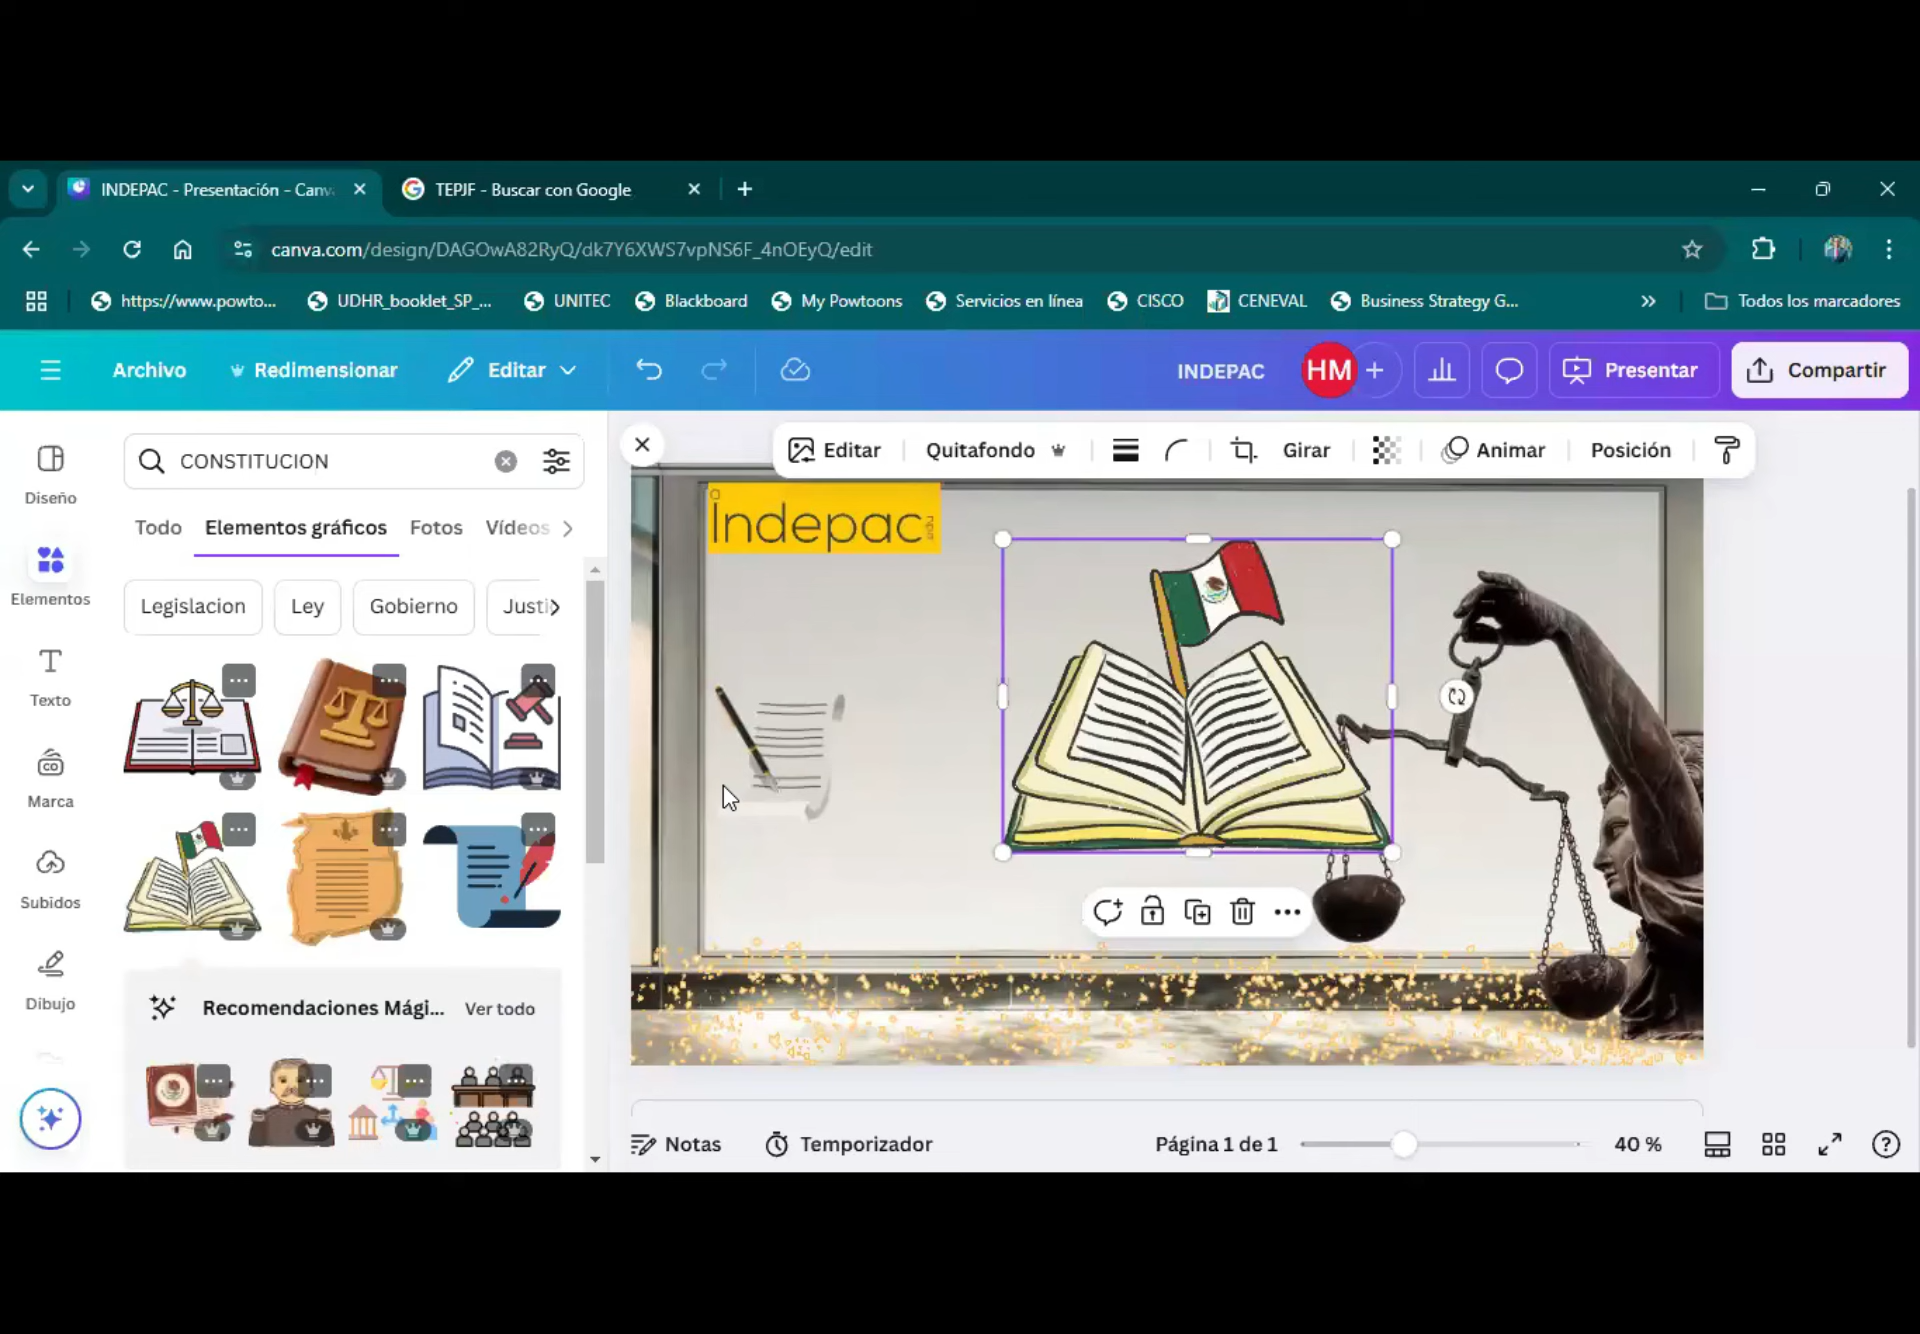 INDEPAC - Presentación - Canv
TEPJF - Buscar con Google
canva.com/design/DAGOwA82RyQ/dk7Y6XWS7vpNS6F_4nOEyQ/edit
https://www.powto...
UDHR_booklet_SP_...
UNITEC
Blackboard
My Powtoons
Servicios en línea
CISCO
CENEVAL
Business Strategy G...
Todos los marcadores
Archivo
Redimensionar
Editar
INDEPAC
HM
Presentar
Compartir
Diseño
Elementos
Texto
Marca
Subidos
Dibujo
CONSTITUCION
Todo
Elementos gráficos
Fotos
Vídeos
Legislacion
Ley
Gobierno
Justi
Recomendaciones Mági...
Ver todo
Editar
Quitafondo
Girar
Animar
Posición
Indepac
Notas
Temporizador
Página 1 de 1
40 %